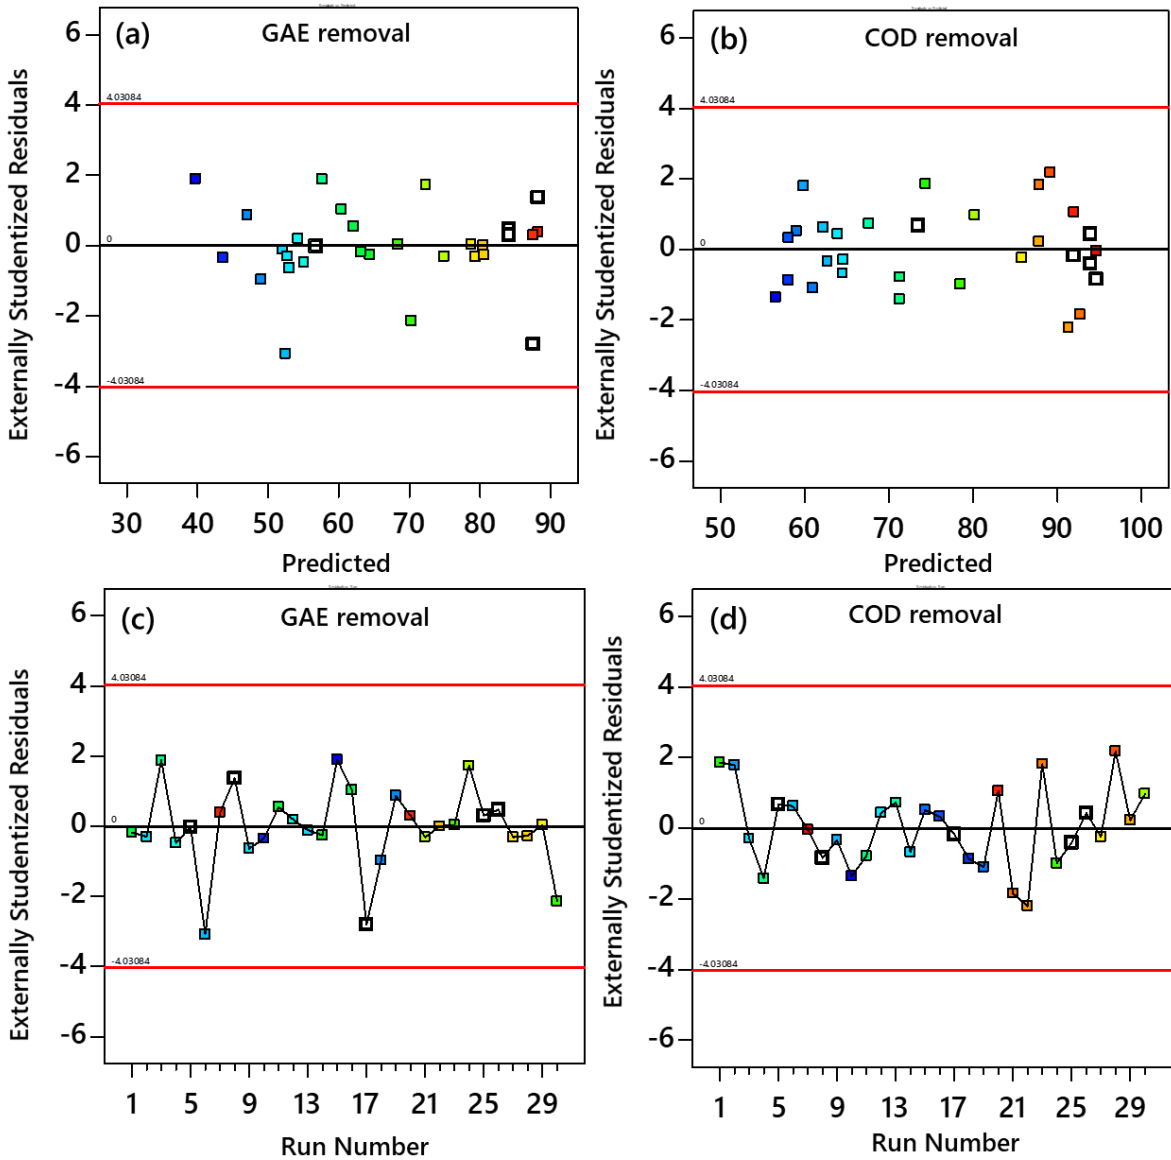 (a) GAE removal
Externally Studentized Residuals
6
4
2
0
-2
-4
-6
4.03084
0
-4.03084
30 40 50 60 70 80 90
Predicted
(b) COD removal
Externally Studentized Residuals
6
4
2
0
-2
-4
-6
4.03084
0
-4.03084
50 60 70 80 90 100
Predicted
(c) GAE removal
Externally Studentized Residuals
6
4
2
0
-2
-4
-6
4.03084
0
-4.03084
1 5 9 13 17 21 25 29
Run Number
(d) COD removal
Externally Studentized Residuals
6
4
2
0
-2
-4
-6
4.03084
0
-4.03084
1 5 9 13 17 21 25 29
Run Number